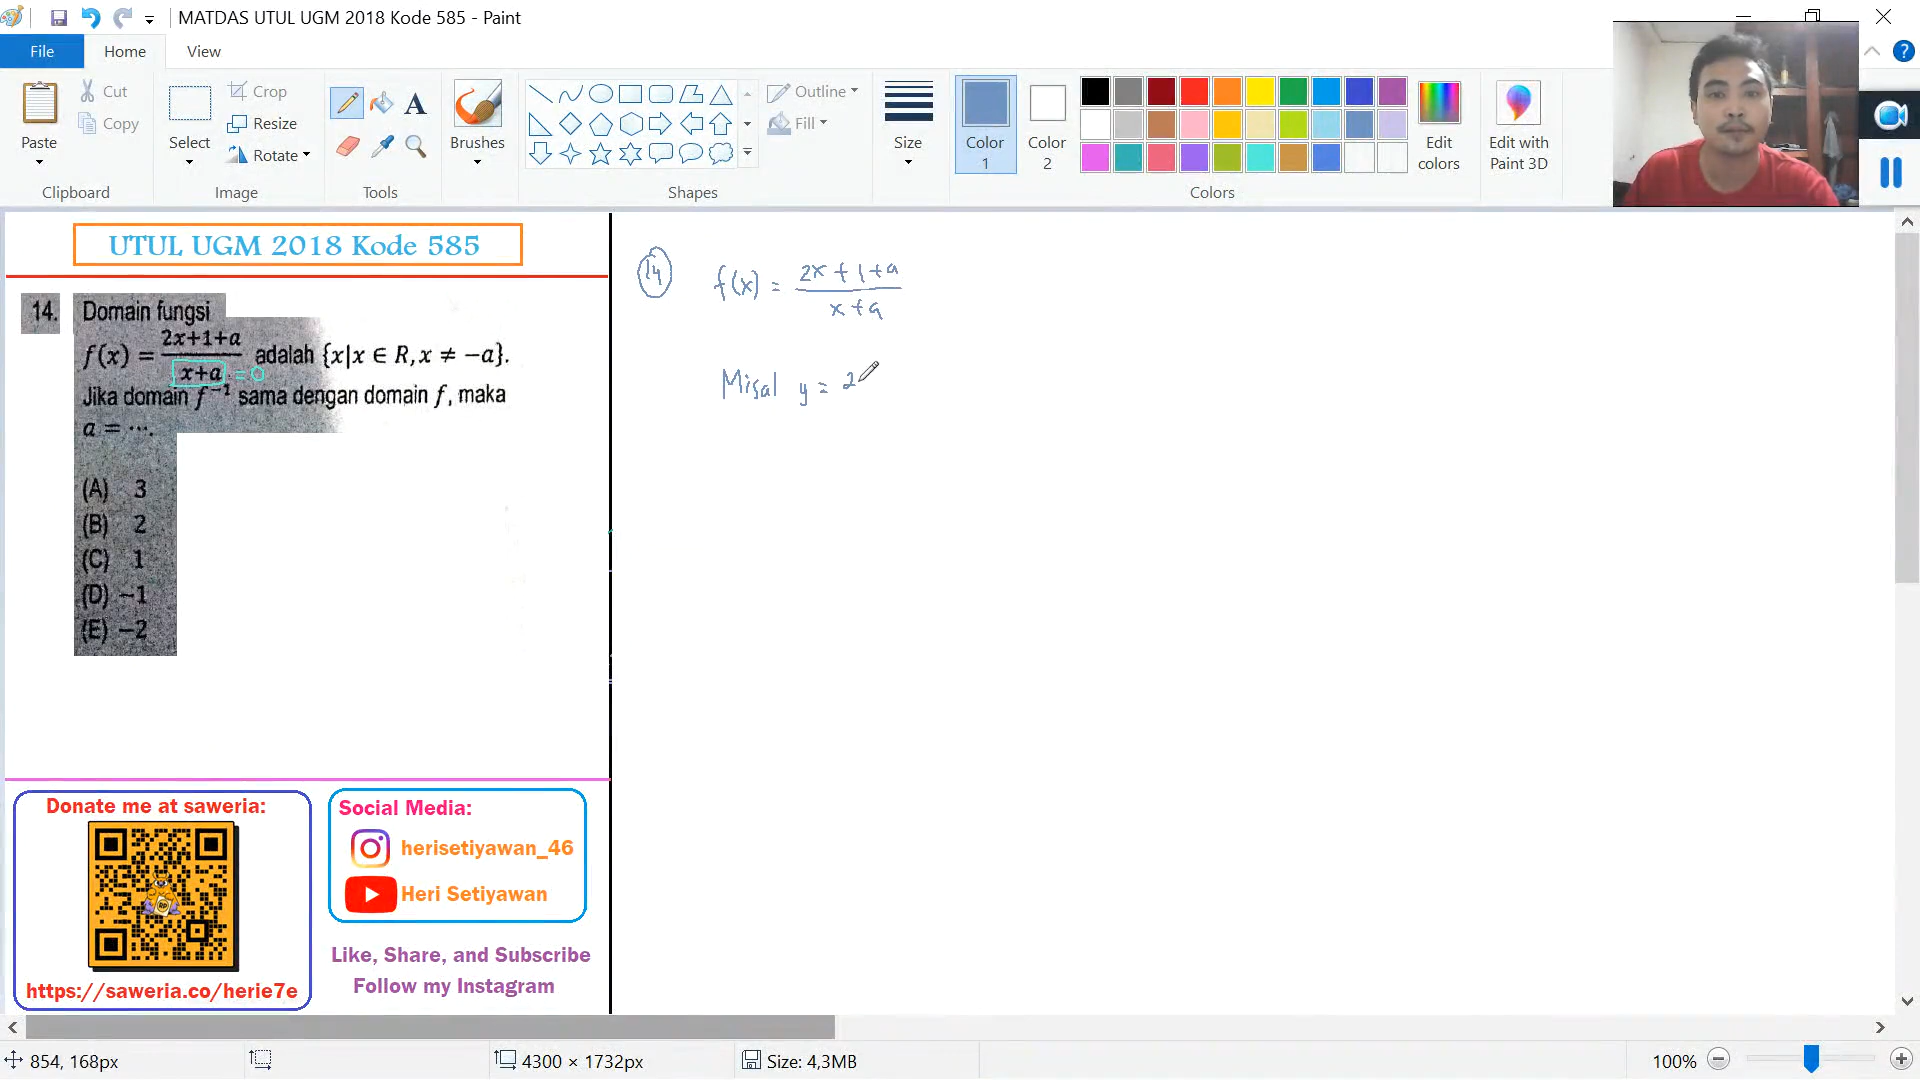 MATDAS UTUL UGM 2018 Kode 585 - Paint
File Home View
Paste
Cut
Copy
Clipboard
Select
Crop
Resize
Rotate
Image
Tools
Brushes
Shapes
Outline
Fill
Size
Color 1
Color 2
Colors
Edit colors
Edit with Paint 3D
UTUL UGM 2018 Kode 585
14. Domain fungsi
f(x) = \frac{2x+1+a}{x+a} adalah {x|x ∈ R, x ≠ −a}.
= 0
Jika domain f⁻¹ sama dengan domain f, maka
a = ⋯.
(A) 3
(B) 2
(C) 1
(D) −1
(E) −2
14 f(x) = \frac{2x+1+a}{x+a}
Misal y = 2
Donate me at saweria:
https://saweria.co/herie7e
Social Media:
herisetiyawan_46
Heri Setiyawan
Like, Share, and Subscribe
Follow my Instagram
854, 168px
4300 × 1732px
Size: 4,3MB
100%